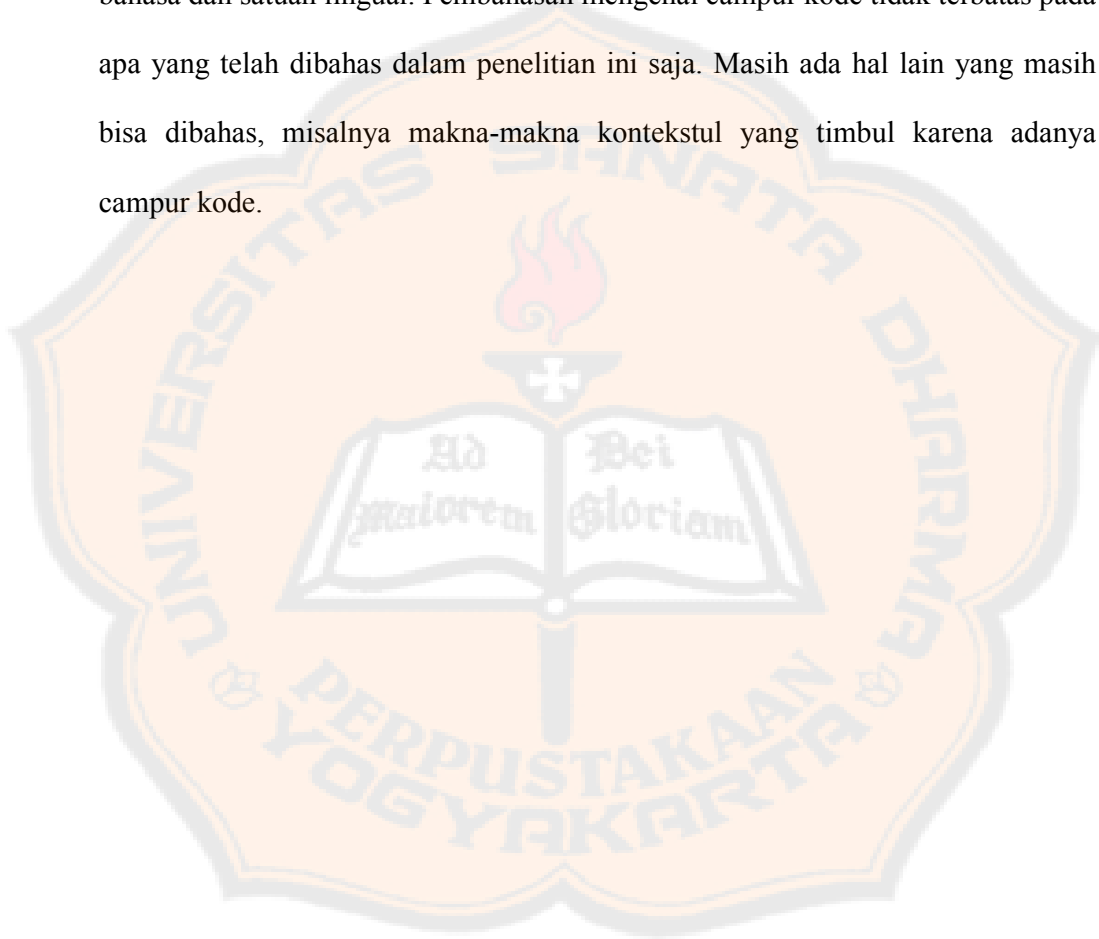 bahasa dan satuan lingual. Pembahasan mengenai campur kode tidak terbatas pada
apa yang telah dibahas dalam penelitian ini saja. Masih ada hal lain yang masih
bisa dibahas, misalnya makna-makna kontekstul yang timbul karena adanya
campur kode.
UNIVERSITAS SANATA DHARMA
Ad Dei
Maiorem Gloriam
PERPUSTAKAAN
YOGYAKARTA